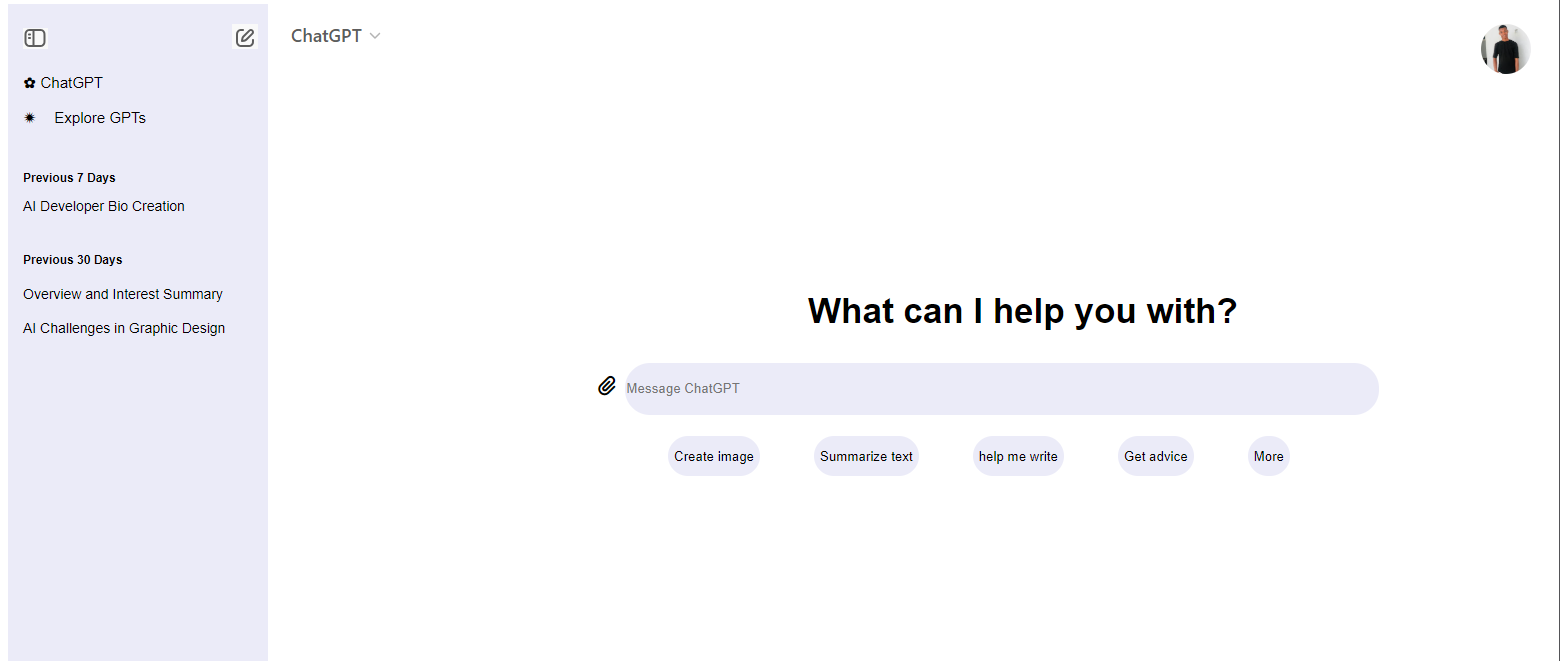 ChatGPT
ChatGPT
Explore GPTs
Previous 7 Days
AI Developer Bio Creation
Previous 30 Days
Overview and Interest Summary
AI Challenges in Graphic Design
What can I help you with?
Message ChatGPT
Create image Summarize text help me write Get advice More